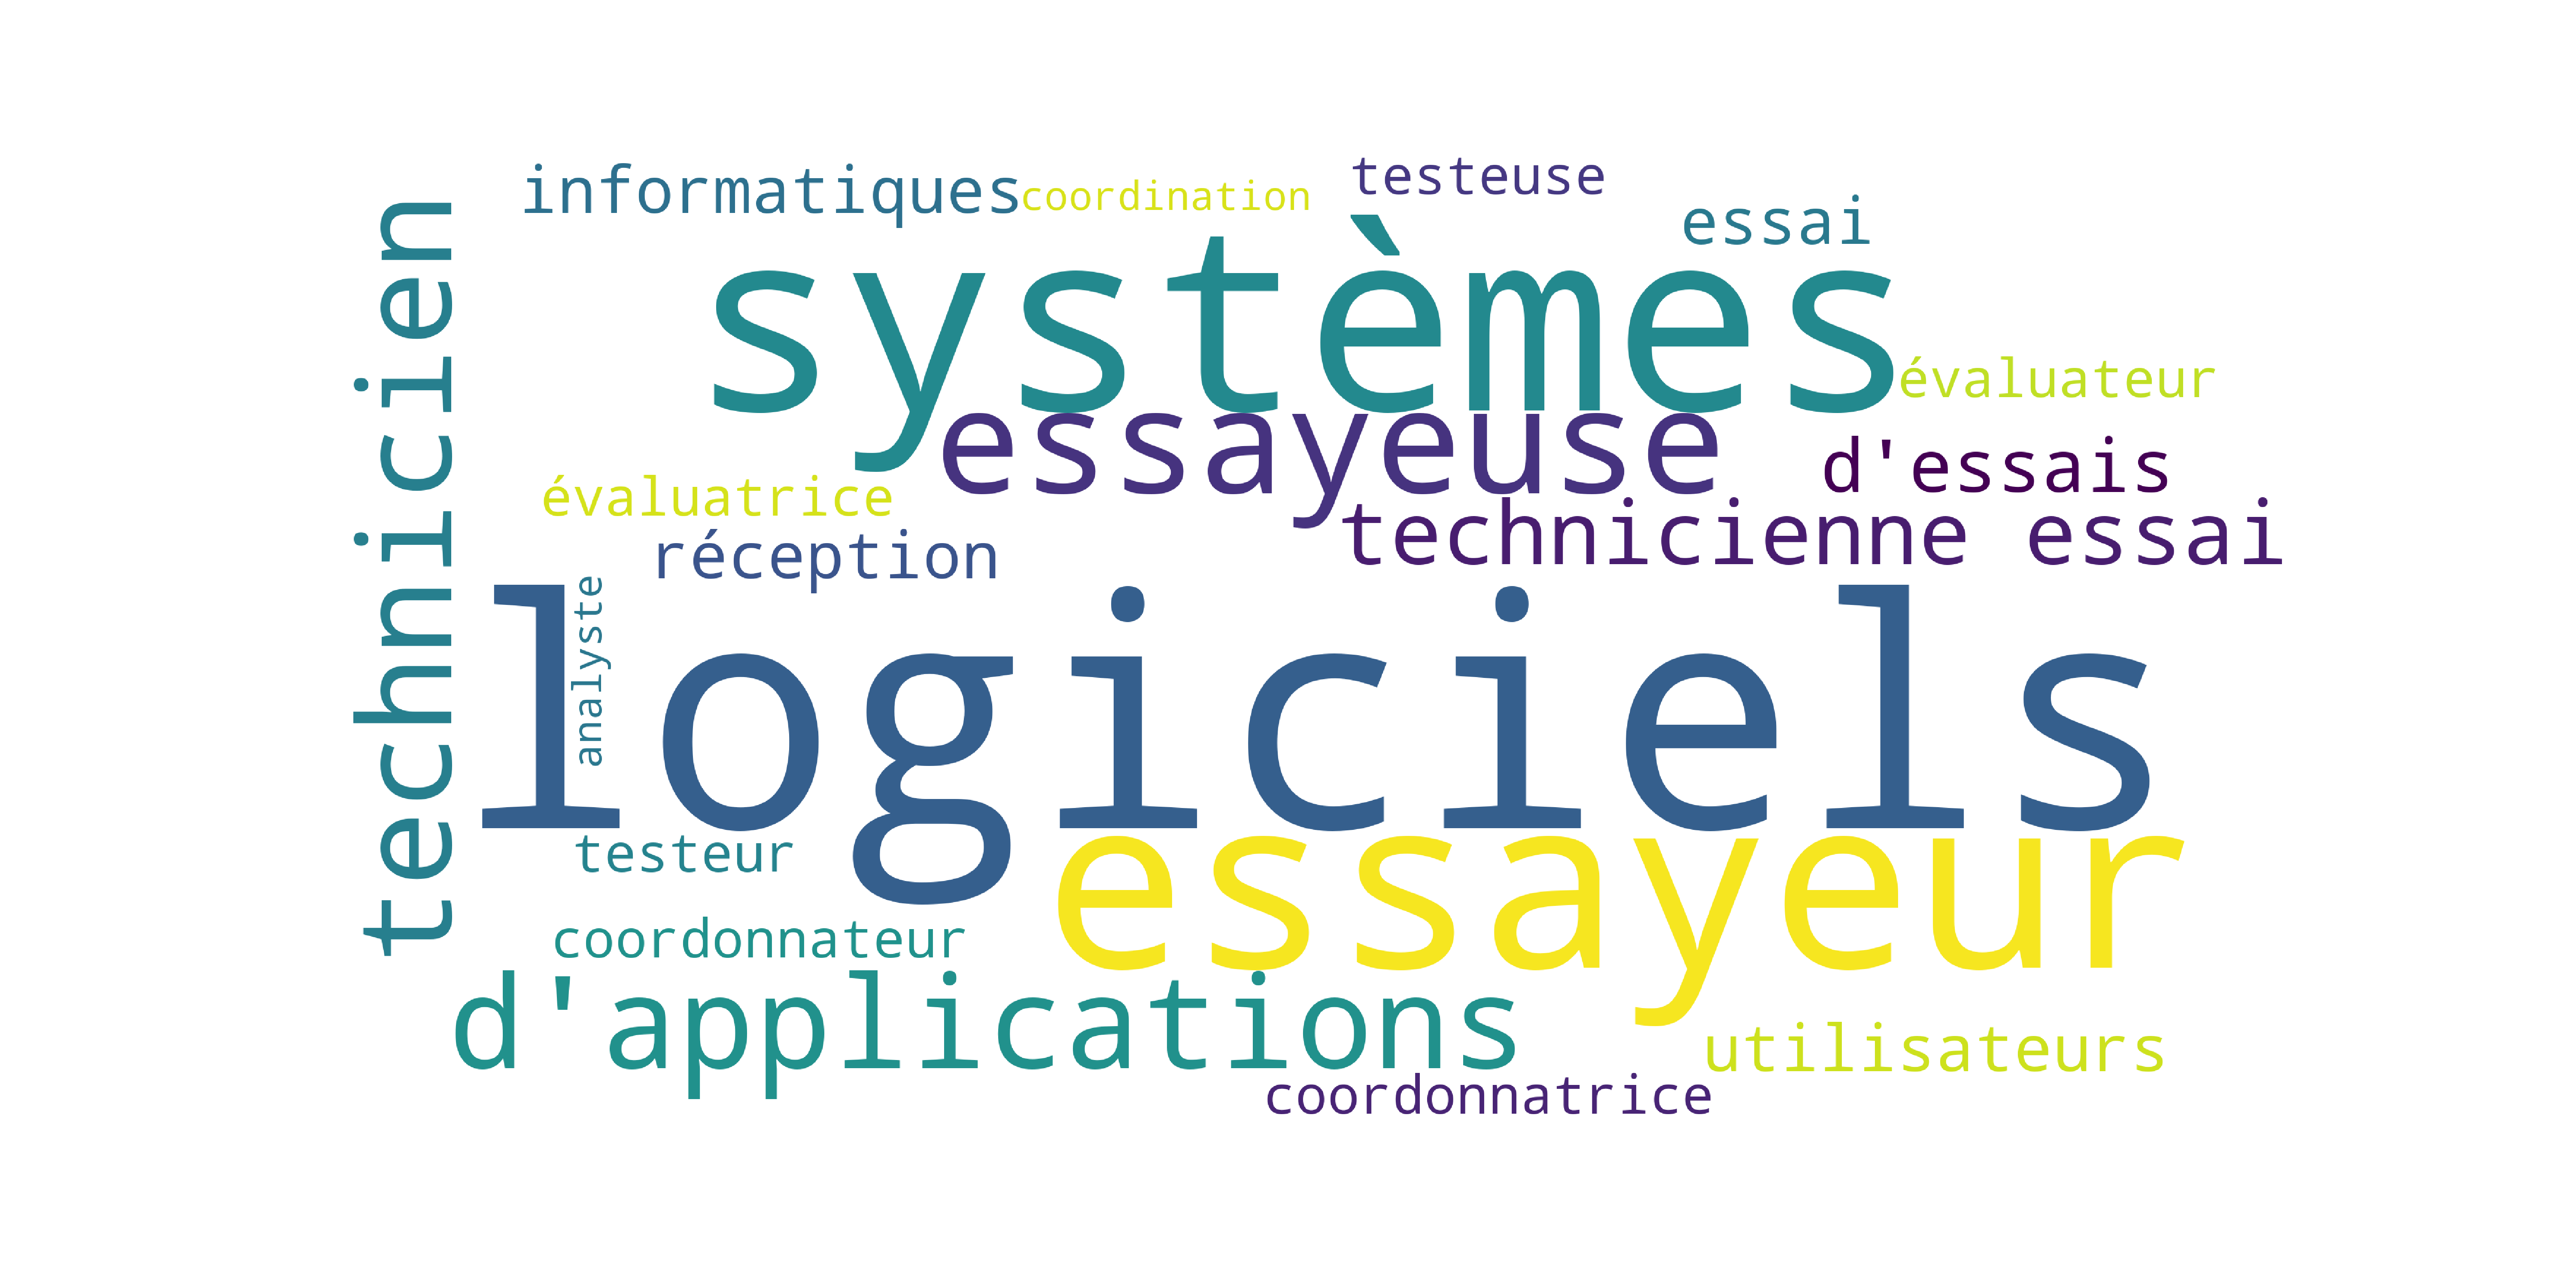 informatiques
coordination
testeuse
essai
systèmes
évaluateur
essayeuse
d'essais
évaluatrice
technicienne essai
réception
technicien
analyste
logiciels
testeur
essayeur
coordonnateur
d'applications
utilisateurs
coordonnatrice